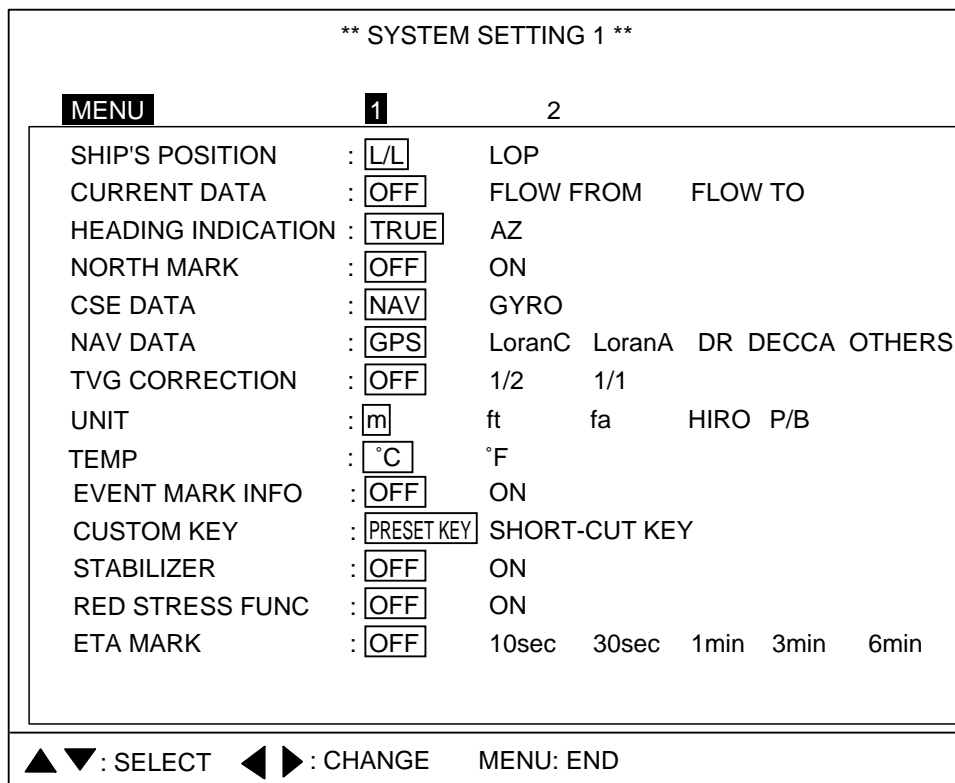 ** SYSTEM SETTING 1 **
MENU 1 2
SHIP'S POSITION : L/L LOP
CURRENT DATA : OFF FLOW FROM FLOW TO
HEADING INDICATION : TRUE AZ
NORTH MARK : OFF ON
CSE DATA : NAV GYRO
NAV DATA : GPS LoranC LoranA DR DECCA OTHERS
TVG CORRECTION : OFF 1/2 1/1
UNIT : m ft fa HIRO P/B
TEMP : °C °F
EVENT MARK INFO : OFF ON
CUSTOM KEY : PRESET KEY SHORT-CUT KEY
STABILIZER : OFF ON
RED STRESS FUNC : OFF ON
ETA MARK : OFF 10sec 30sec 1min 3min 6min
▲ ▼ : SELECT ◀ ▶ : CHANGE MENU: END